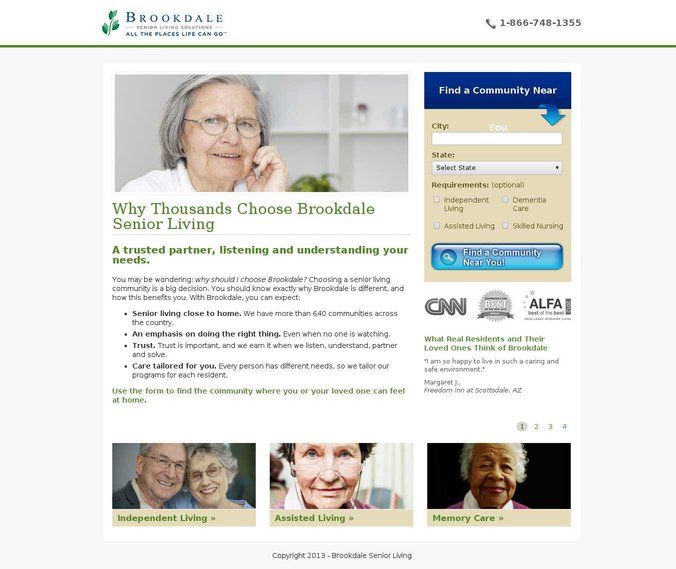 BROOKDALE
SENIOR LIVING SOLUTIONS
ALL THE PLACES LIFE CAN GO™
1-866-748-1355
Why Thousands Choose Brookdale
Senior Living
A trusted partner, listening and understanding your
needs.
You may be wondering: why should I choose Brookdale? Choosing a senior living
community is a big decision. You should know exactly why Brookdale is different, and
how this benefits you. With Brookdale, you can expect:
• Senior living close to home. We have more than 640 communities across
the country.
• An emphasis on doing the right thing. Even when no one is watching.
• Trust. Trust is important, and we earn it when we listen, understand, partner
and solve.
• Care tailored for you. Every person has different needs, so we tailor our
programs for each resident.
Use the form to find the community where you or your loved one can feel
at home.
Find a Community Near
You
City:
State:
Select State
Requirements: (optional)
Independent
Living
Dementia
Care
Assisted Living
Skilled Nursing
Find a Community
Near You!
CNN
BEST
ALFA
best of the best
EXCELLENCE IN SENIOR LIVING
What Real Residents and Their
Loved Ones Think of Brookdale
"I am so happy to live in such a caring and
safe environment."
Margaret J.,
Freedom Inn at Scottsdale, AZ
1 2 3 4
Independent Living »
Assisted Living »
Memory Care »
Copyright 2013 - Brookdale Senior Living